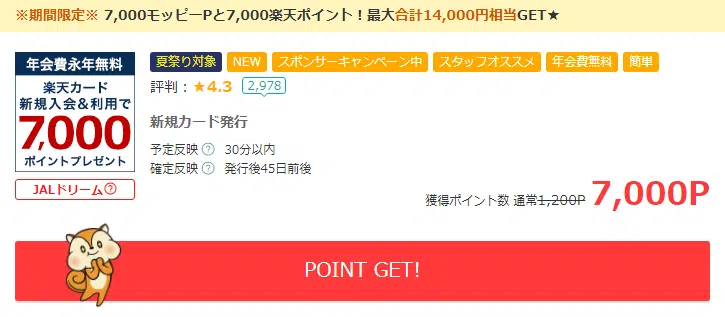 ※期間限定※ 7,000モッピーPと7,000楽天ポイント！最大合計14,000円相当GET★
年会費永年無料
楽天カード
新規入会&利用で
7,000
ポイントプレゼント
JALドリーム?
夏祭り対象 NEW スポンサーキャンペーン中 スタッフオススメ 年会費無料 簡単
評判：★4.3 2,978
新規カード発行
予定反映 ? 30分以内
確定反映 ? 発行後45日前後
獲得ポイント数 通常1,200P 7,000P
POINT GET!